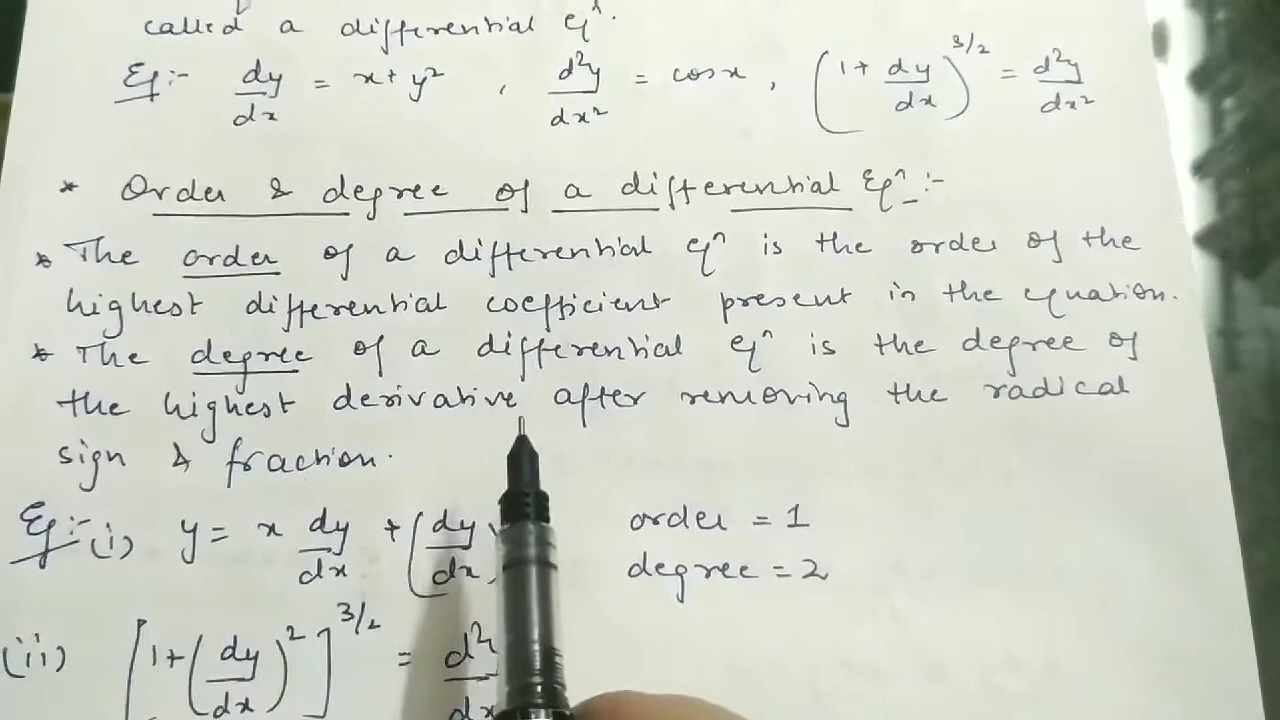 called a differential eqⁿ.
Eg:- dy/dx = x + y² , d²y/dx² = cosx , (1 + dy/dx)^3/2 = d²y/dx²
* Order & degree of a differential Eqⁿ:-
* The order of a differential eqⁿ is the order of the
highest differential coefficient present in the equation.
* The degree of a differential eqⁿ is the degree of
the highest derivative after removing the radical
sign & fraction.
Eg:- (i) y = x dy/dx + (dy/dx) order = 1
degree = 2
(ii) [1 + (dy/dx)²]^3/2 = d²/dx